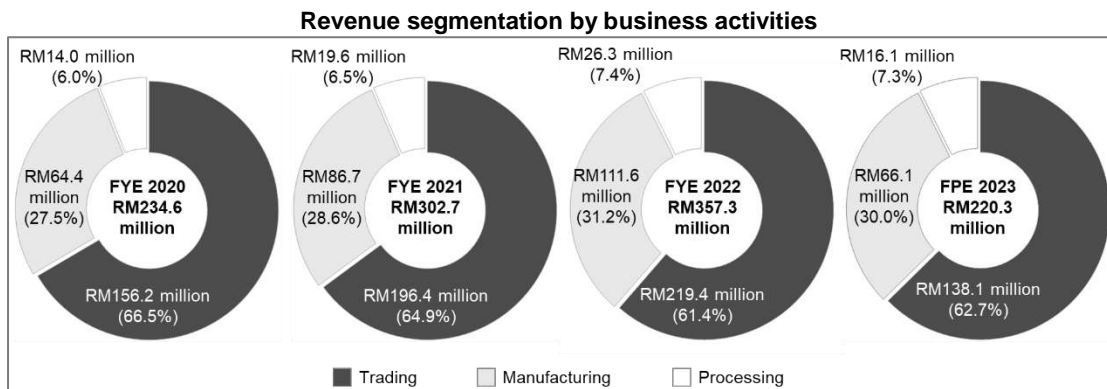 Revenue segmentation by business activities
RM14.0 million
(6.0%)
RM64.4
million
(27.5%)
FYE 2020
RM234.6
million
RM156.2 million
(66.5%)
RM19.6 million
(6.5%)
RM86.7
million
(28.6%)
FYE 2021
RM302.7
million
RM196.4 million
(64.9%)
RM26.3 million
(7.4%)
RM111.6
million
(31.2%)
FYE 2022
RM357.3
million
RM219.4 million
(61.4%)
RM16.1 million
(7.3%)
RM66.1
million
(30.0%)
FPE 2023
RM220.3
million
RM138.1 million
(62.7%)
Trading
Manufacturing
Processing